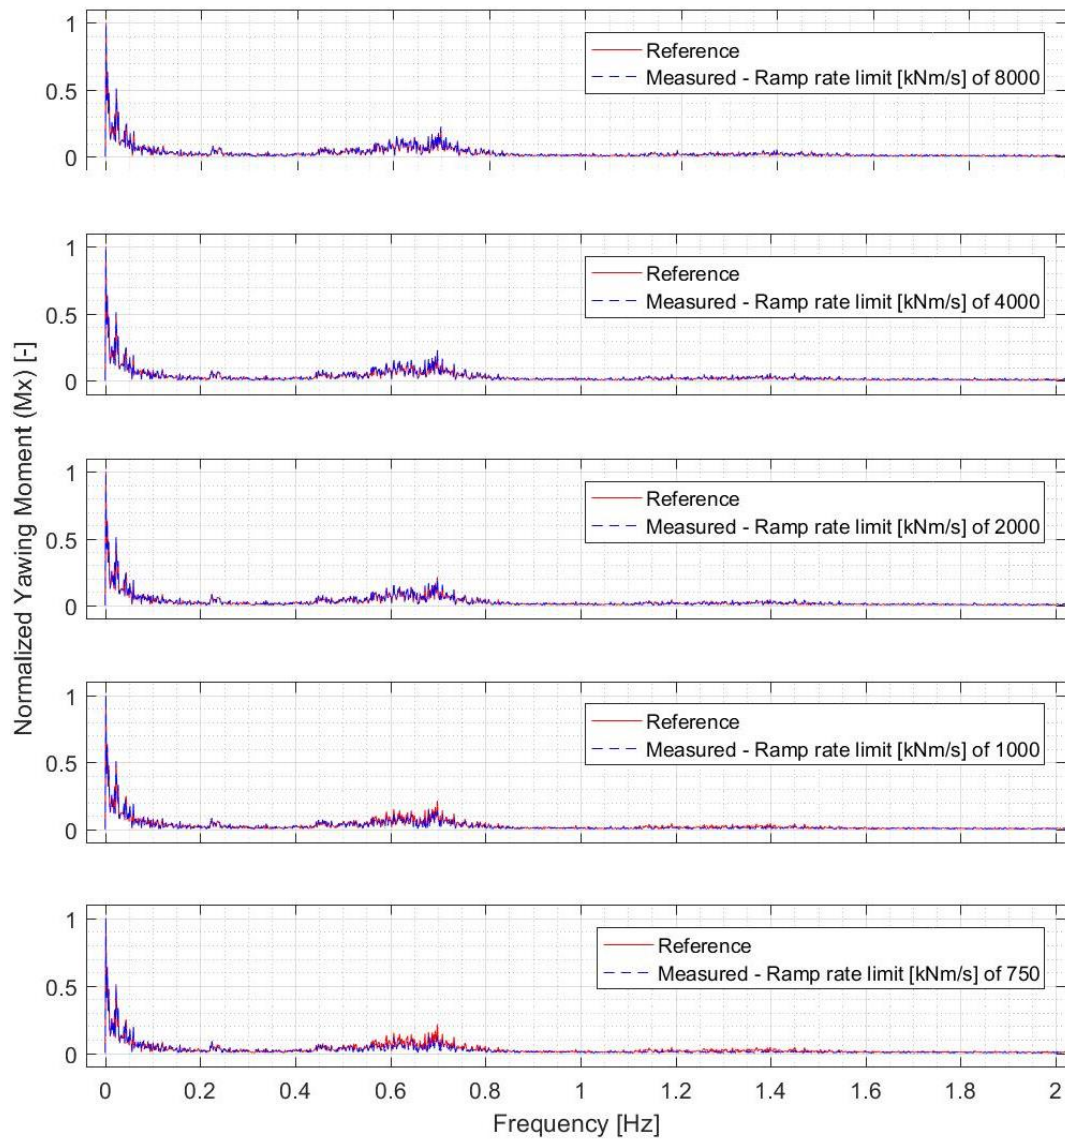 1
0.5
0
Reference
Measured - Ramp rate limit [kNm/s] of 8000
1
0.5
0
Reference
Measured - Ramp rate limit [kNm/s] of 4000
Normalized Yawing Moment (Mx) [-]
1
0.5
0
Reference
Measured - Ramp rate limit [kNm/s] of 2000
1
0.5
0
Reference
Measured - Ramp rate limit [kNm/s] of 1000
1
0.5
0
Reference
Measured - Ramp rate limit [kNm/s] of 750
0 0.2 0.4 0.6 0.8 1 1.2 1.4 1.6 1.8 2
Frequency [Hz]